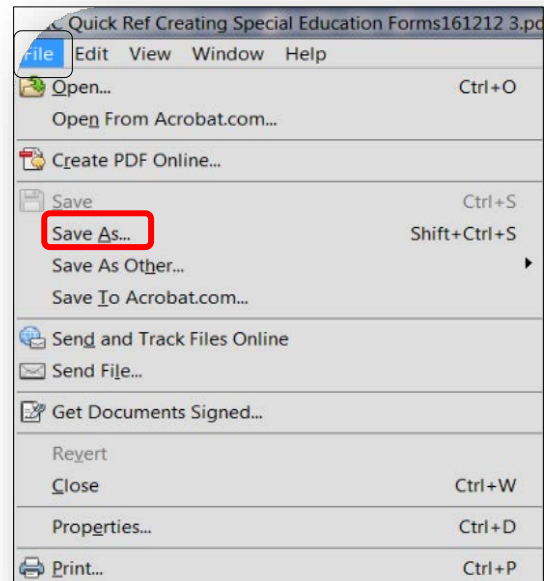 Quick Ref Creating Special Education Forms161212 3.pd
File Edit View Window Help
Open... Ctrl+O
Open From Acrobat.com...
Create PDF Online...
Save Ctrl+S
Save As... Shift+Ctrl+S
Save As Other...
Save To Acrobat.com...
Send and Track Files Online
Send File...
Get Documents Signed...
Revert
Close Ctrl+W
Properties... Ctrl+D
Print... Ctrl+P